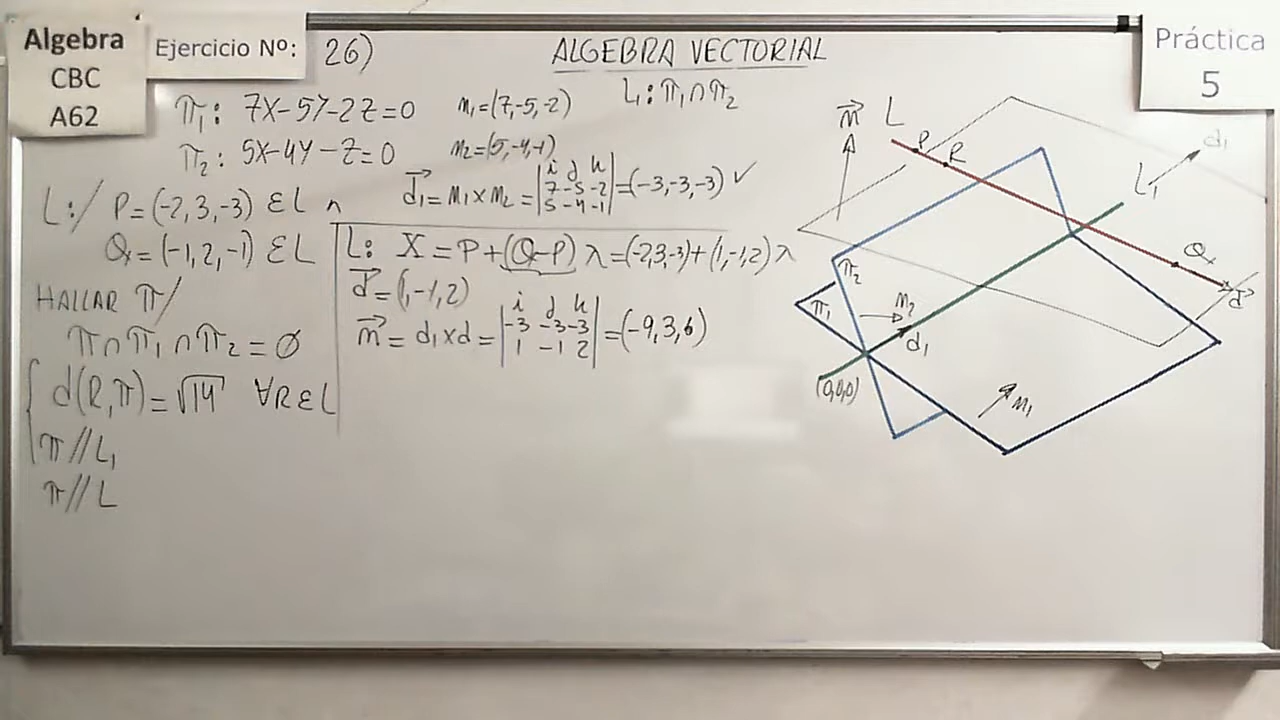 Algebra
CBC
A62
Ejercicio Nº: 26)
ALGEBRA VECTORIAL
Práctica
5
π₁: 7X-5Y-2Z=0 n₁=(7,-5,-2) L₁: π₁∩π₂
π₂: 5X-4Y-Z=0 n₂=(5,-4,-1)
d₁=n₁×n₂= |i j k| =(-3,-3,-3) ✓
7 -5 -2
5 -4 -1
L:/ P=(-2,3,-3) ∈ L ∧
Q=(-1,2,-1) ∈ L
HALLAR π/
π∩π₁∩π₂=∅
d(R,π)=√14 ∀R∈L
π//L₁
π//L
L: X=P+(Q-P)λ=(-2,3,-3)+(1,-1,2)λ
d=(1,-1,2)
n= d₁×d= |i j k| =(-9,3,6)
-3 -3 -3
1 -1 2
n
L
P
R
d₁
L₁
Q
d
π₂
π₁
n₂
d₁
(0,0,0)
n₁